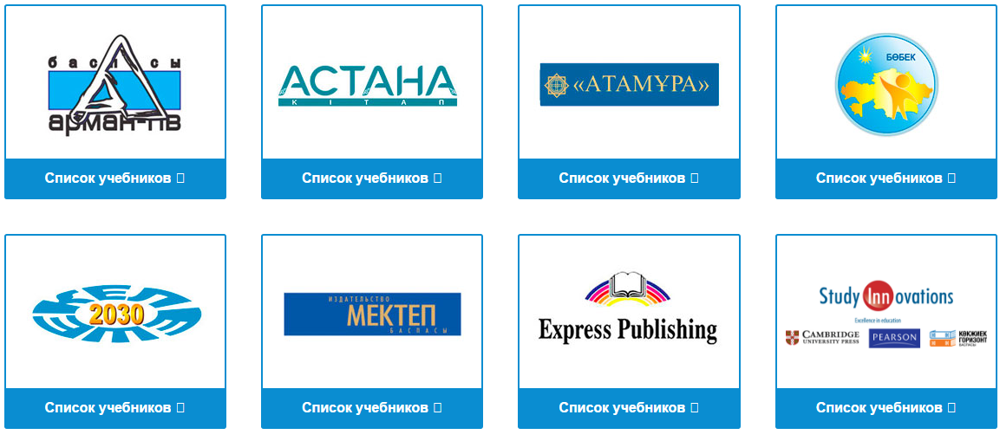 баспасы
арман-пв
АСТАНА
КІТАП
«АТАМҰРА»
БӨБЕК
Список учебников
Список учебников
Список учебников
Список учебников
2030
ИЗДАТЕЛЬСТВО
МЕКТЕП
БАСПАСЫ
Express Publishing
Study Innovations
Excellence in education
CAMBRIDGE
UNIVERSITY PRESS
PEARSON
КӨКЖИЕК
ГОРИЗОНТ
БАСПАСЫ
Список учебников
Список учебников
Список учебников
Список учебников